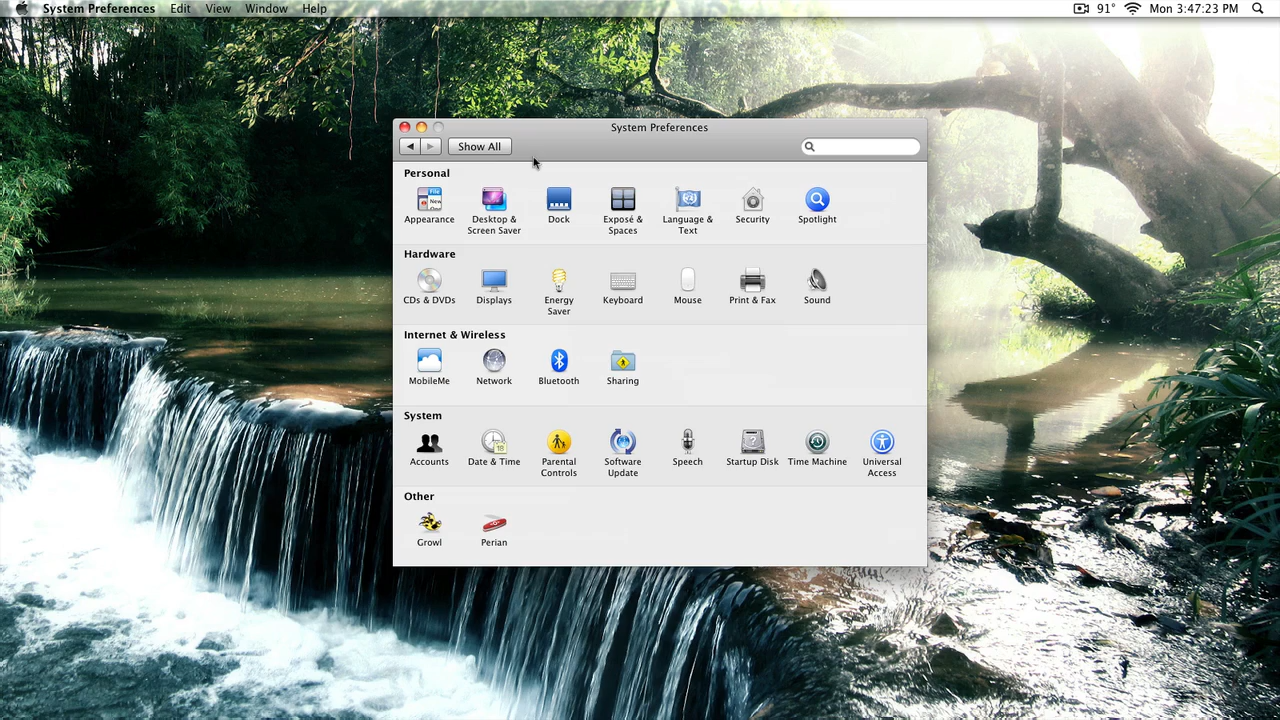 System Preferences Edit View Window Help 91° Mon 3:47:23 PM
System Preferences
Show All
Personal
Appearance Desktop & Dock Exposé & Language & Security Spotlight
Screen Saver Spaces Text
Hardware
CDs & DVDs Displays Energy Keyboard Mouse Print & Fax Sound
Saver
Internet & Wireless
MobileMe Network Bluetooth Sharing
System
Accounts Date & Time Parental Software Speech Startup Disk Time Machine Universal
Controls Update Access
Other
Growl Perian